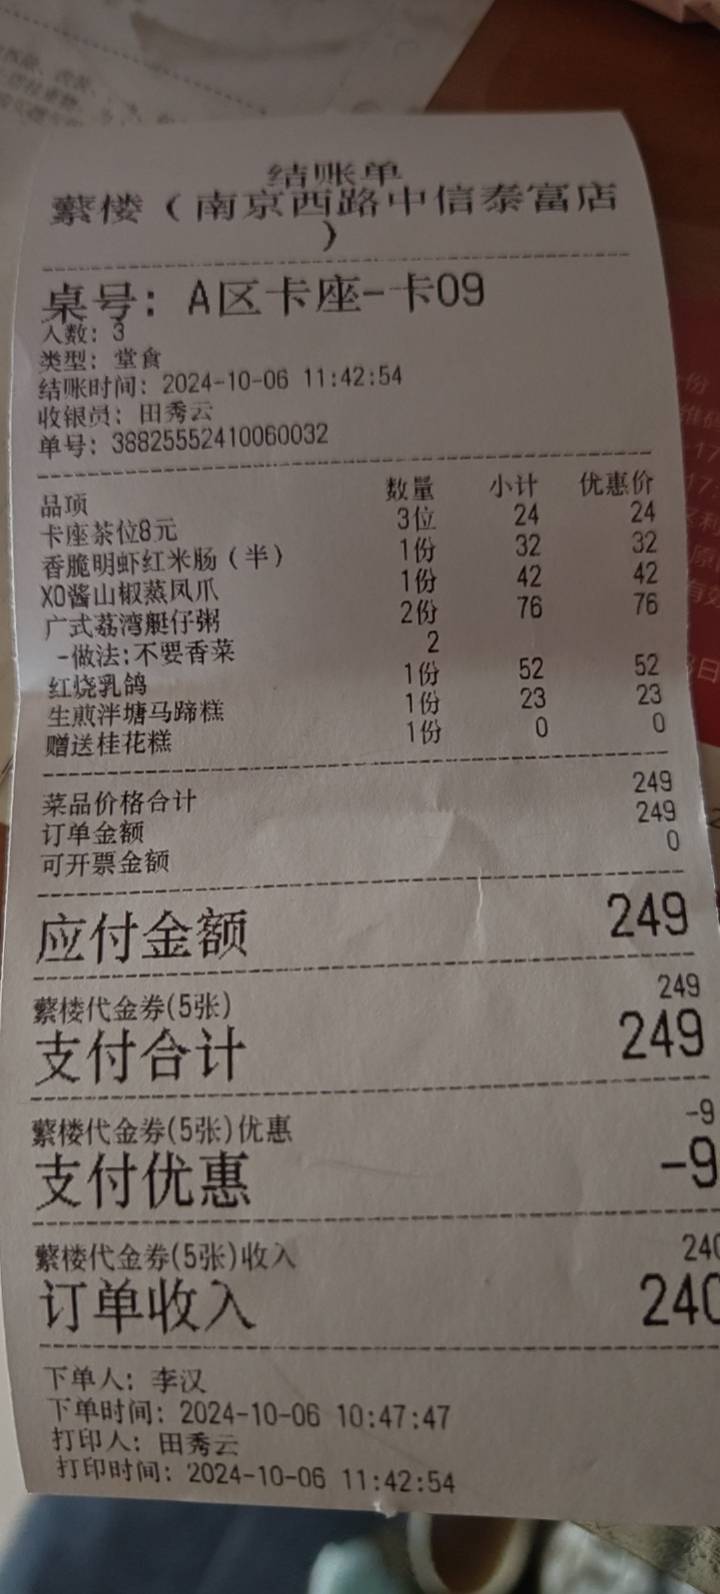 结账单
蘩楼（南京西路中信泰富店
）
桌号: A区卡座-卡09
人数: 3
类型: 堂食
结账时间: 2024-10-06 11:42:54
收银员: 田秀云
单号: 38825552410060032
品项 数量 小计 优惠价
卡座茶位8元 3位 24 24
香脆明虾红米肠（半） 1份 32 32
XO酱山椒蒸凤爪 1份 42 42
广式荔湾艇仔粥 2份 76 76
-做法:不要香菜 2
红烧乳鸽 1份 52 52
生煎泮塘马蹄糕 1份 23 23
赠送桂花糕 1份 0 0
菜品价格合计 249
订单金额 249
可开票金额 0
应付金额 249
蘩楼代金券(5张) 249
支付合计 249
蘩楼代金券(5张)优惠 -9
支付优惠 -9
蘩楼代金券(5张)收入 240
订单收入 240
下单人: 李汉
下单时间: 2024-10-06 10:47:47
打印人: 田秀云
打印时间: 2024-10-06 11:42:54